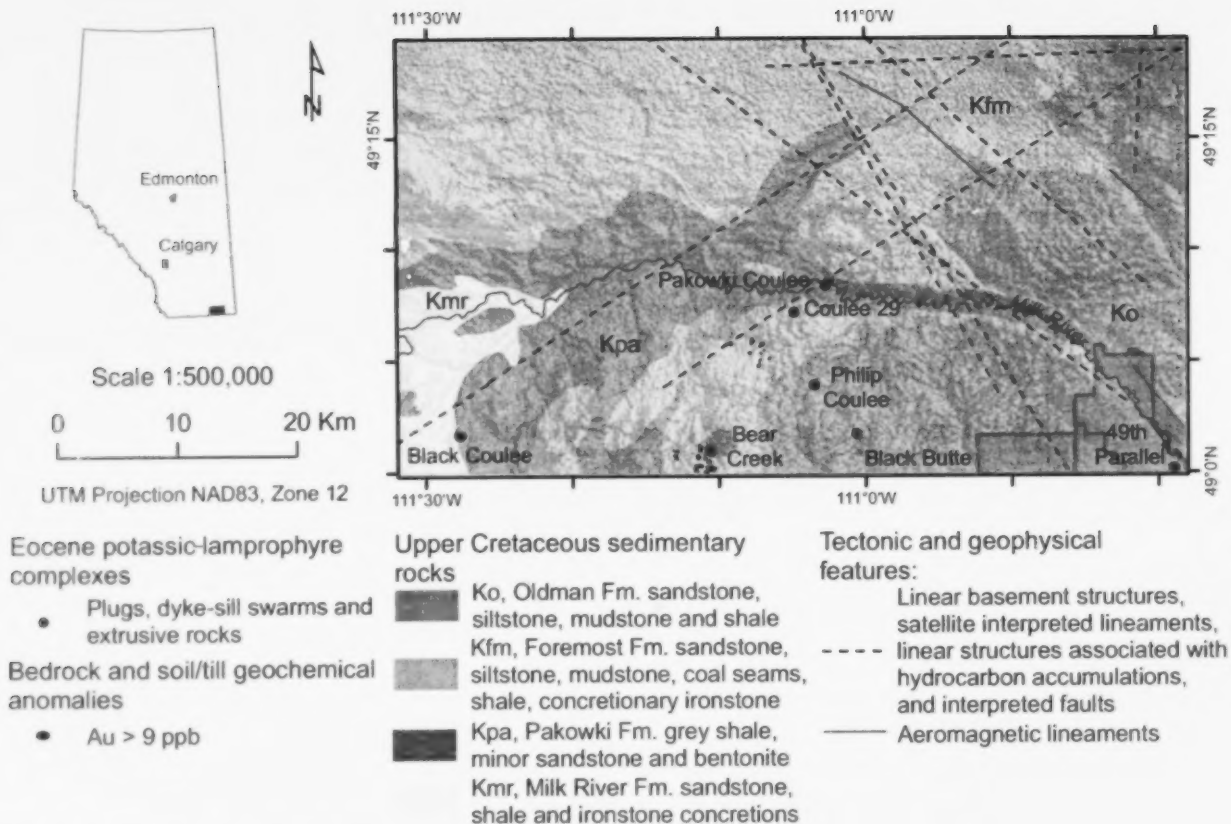 111°30'W
111°0'W
Edmonton
Calgary
49°15'N
49°15'N
Kfm
Kmr
Pakowki Coulee
Coulee 29
Milk River
Ko
Kpa
Philip
Coulee
Bear
Creek
Black Coulee
Black Butte
49th
Parallel
49°0'N
111°30'W
111°0'W
N
Scale 1:500,000
0 10 20 Km
UTM Projection NAD83, Zone 12
Eocene potassic-lamprophyre
complexes
Plugs, dyke-sill swarms and
extrusive rocks
Bedrock and soil/till geochemical
anomalies
Au > 9 ppb
Upper Cretaceous sedimentary
rocks
Ko, Oldman Fm. sandstone,
siltstone, mudstone and shale
Kfm, Foremost Fm. sandstone,
siltstone, mudstone, coal seams,
shale, concretionary ironstone
Kpa, Pakowki Fm. grey shale,
minor sandstone and bentonite
Kmr, Milk River Fm. sandstone,
shale and ironstone concretions
Tectonic and geophysical
features:
Linear basement structures,
satellite interpreted lineaments,
linear structures associated with
hydrocarbon accumulations,
and interpreted faults
Aeromagnetic lineaments